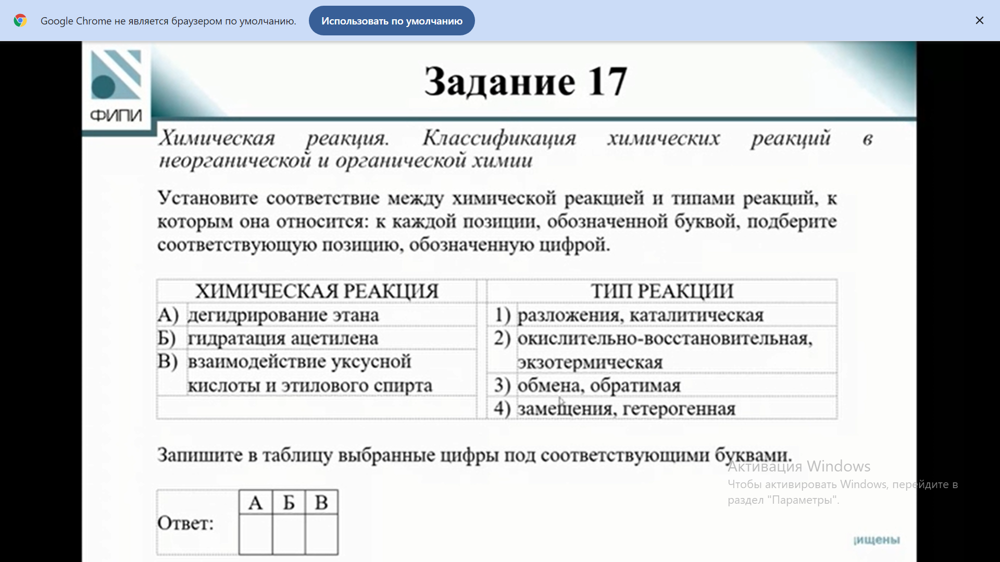 Google Chrome не является браузером по умолчанию.
Использовать по умолчанию
ФИПИ
Задание 17
Химическая реакция. Классификация химических реакций в
неорганической и органической химии
Установите соответствие между химической реакцией и типами реакций, к
которым она относится: к каждой позиции, обозначенной буквой, подберите
соответствующую позицию, обозначенную цифрой.
ХИМИЧЕСКАЯ РЕАКЦИЯ
А) дегидрирование этана
Б) гидратация ацетилена
В) взаимодействие уксусной
кислоты и этилового спирта
ТИП РЕАКЦИИ
1) разложения, каталитическая
2) окислительно-восстановительная,
экзотермическая
3) обмена, обратимая
4) замещения, гетерогенная
Запишите в таблицу выбранные цифры под соответствующими буквами.
Активация Windows
Чтобы активировать Windows, перейдите в
раздел "Параметры".
Ответ:
А Б В
ищены